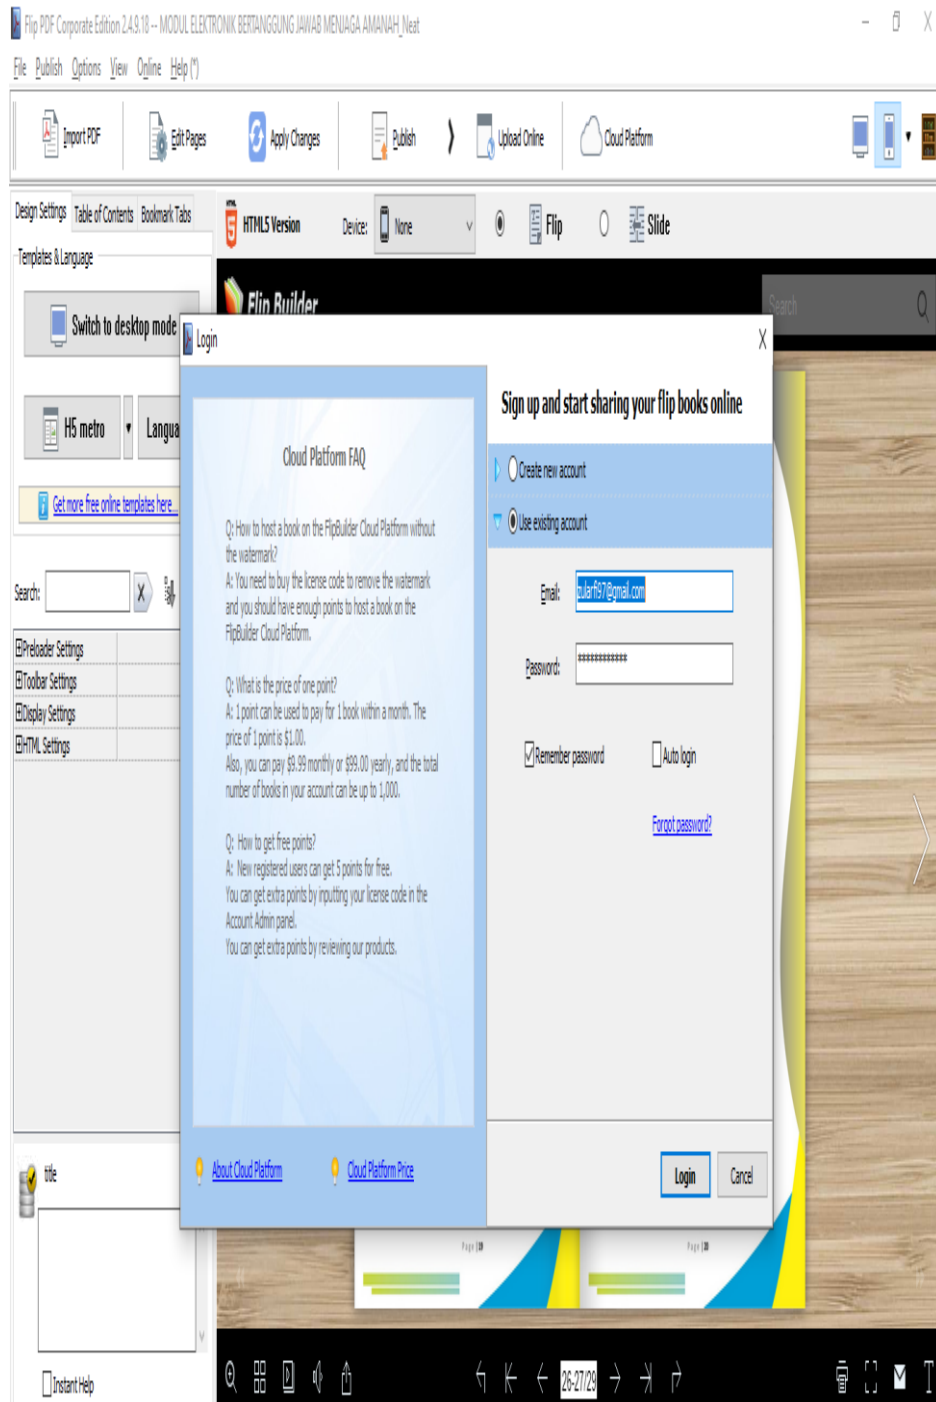 Flip PDF Corporate Edition 2.4.9.18 -- MODUL ELEKTRONIK BERTANGGUNG JAWAB MENJAGA AMANAH_Neat
File Publish Options View Online Help (*)
Import PDF Edit Pages Apply Changes Publish Upload Online Cloud Platform
Design Settings Table of Contents Bookmark Tabs
HTML HTML5 Version Device: None Flip Slide
Templates & Language
Switch to desktop mode
Flip Builder
Search
H5 metro Langua
Get more free online templates here...
Search:
Preloader Settings
Toolbar Settings
Display Settings
HTML Settings
title
Instant Help
Login
Cloud Platform FAQ
Q: How to host a book on the FlipBuilder Cloud Platform without
the watermark?
A: You need to buy the license code to remove the watermark
and you should have enough points to host a book on the
FlipBuilder Cloud Platform.
Q: What is the price of one point?
A: 1 point can be used to pay for 1 book within a month. The
price of 1 point is $1.00.
Also, you can pay $9.99 monthly or $99.00 yearly, and the total
number of books in your account can be up to 1,000.
Q: How to get free points?
A: New registered users can get 5 points for free.
You can get extra points by inputting your license code in the
Account Admin panel.
You can get extra points by reviewing our products.
About Cloud Platform Cloud Platform Price
Sign up and start sharing your flip books online
Create new account
Use existing account
Email: zularfi97@gmail.com
Password: ************
Remember password Auto login
Forgot password?
Login Cancel
Page | 19 Page | 20
26-27/29